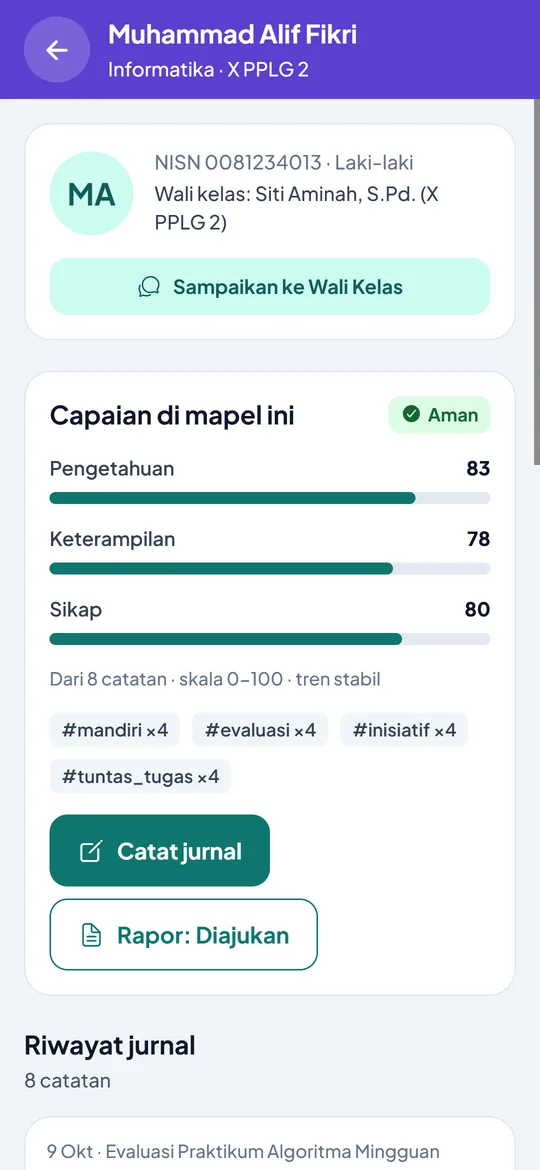 Muhammad Alif Fikri
Informatika · X PPLG 2
MA
NISN 0081234013 · Laki-laki
Wali kelas: Siti Aminah, S.Pd. (X
PPLG 2)
Sampaikan ke Wali Kelas
Capaian di mapel ini
Aman
Pengetahuan 83
Keterampilan 78
Sikap 80
Dari 8 catatan · skala 0–100 · tren stabil
#mandiri ×4 #evaluasi ×4 #inisiatif ×4
#tuntas_tugas ×4
Catat jurnal
Rapor: Diajukan
Riwayat jurnal
8 catatan
9 Okt · Evaluasi Praktikum Algoritma Mingguan